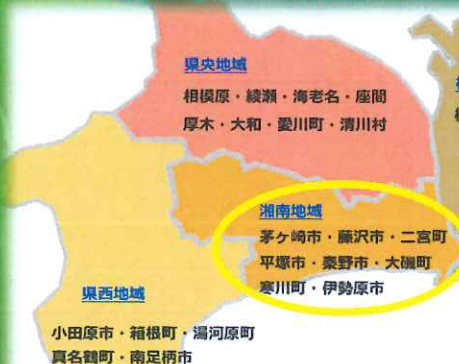 県央地域
相模原・綾瀬・海老名・座間
厚木・大和・愛川町・清川村
湘南地域
茅ヶ崎市・藤沢市・二宮町
平塚市・秦野市・大磯町
寒川町・伊勢原市
県西地域
小田原市・箱根町・湯河原町
真名鶴町・南足柄市